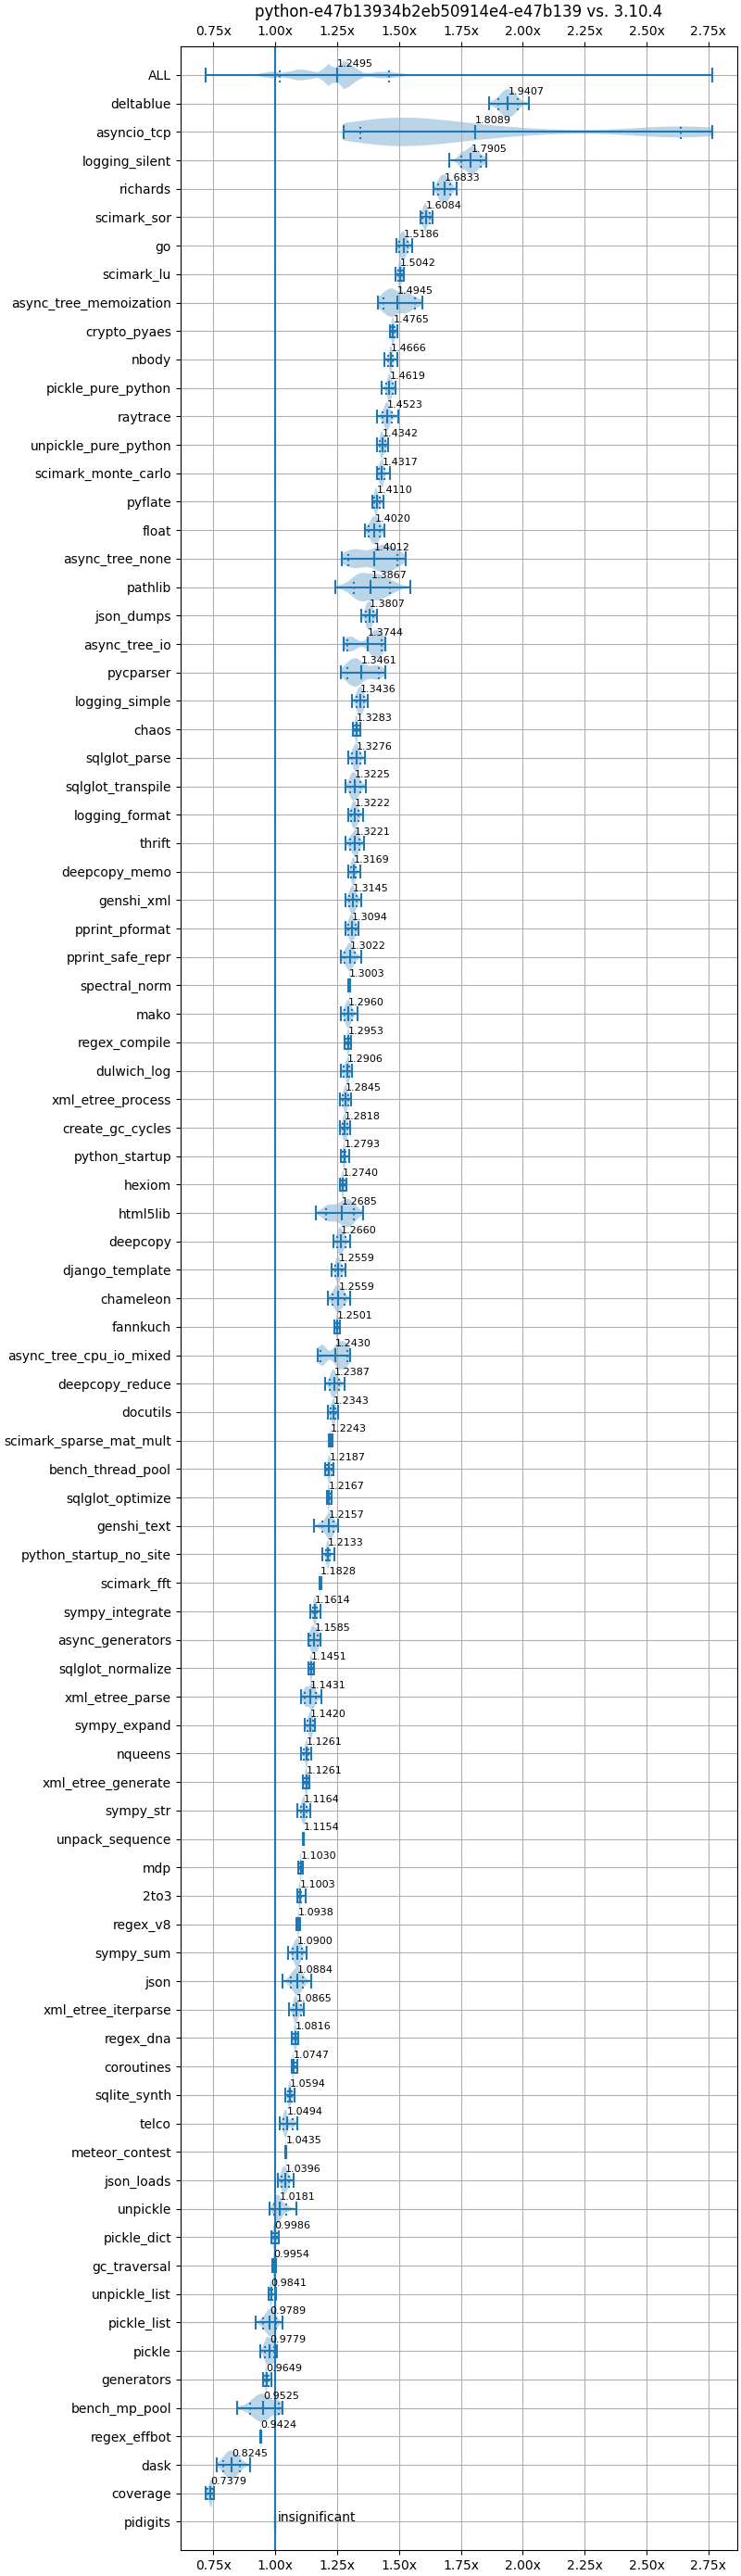 python-e47b13934b2eb50914e4-e47b139 vs. 3.10.4
0.75x 1.00x 1.25x 1.50x 1.75x 2.00x 2.25x 2.50x 2.75x
ALL 1.2495
deltablue 1.9407
asyncio_tcp 1.8089
logging_silent 1.7905
richards 1.6833
scimark_sor 1.6084
go 1.5186
scimark_lu 1.5042
async_tree_memoization 1.4945
crypto_pyaes 1.4765
nbody 1.4666
pickle_pure_python 1.4619
raytrace 1.4523
unpickle_pure_python 1.4342
scimark_monte_carlo 1.4317
pyflate 1.4110
float 1.4020
async_tree_none 1.4012
pathlib 1.3867
json_dumps 1.3807
async_tree_io 1.3744
pycparser 1.3461
logging_simple 1.3436
chaos 1.3283
sqlglot_parse 1.3276
sqlglot_transpile 1.3225
logging_format 1.3222
thrift 1.3221
deepcopy_memo 1.3169
genshi_xml 1.3145
pprint_pformat 1.3094
pprint_safe_repr 1.3022
spectral_norm 1.3003
mako 1.2960
regex_compile 1.2953
dulwich_log 1.2906
xml_etree_process 1.2845
create_gc_cycles 1.2818
python_startup 1.2793
hexiom 1.2740
html5lib 1.2685
deepcopy 1.2660
django_template 1.2559
chameleon 1.2559
fannkuch 1.2501
async_tree_cpu_io_mixed 1.2430
deepcopy_reduce 1.2387
docutils 1.2343
scimark_sparse_mat_mult 1.2243
bench_thread_pool 1.2187
sqlglot_optimize 1.2167
genshi_text 1.2157
python_startup_no_site 1.2133
scimark_fft 1.1828
sympy_integrate 1.1614
async_generators 1.1585
sqlglot_normalize 1.1451
xml_etree_parse 1.1431
sympy_expand 1.1420
nqueens 1.1261
xml_etree_generate 1.1261
sympy_str 1.1164
unpack_sequence 1.1154
mdp 1.1030
2to3 1.1003
regex_v8 1.0938
sympy_sum 1.0900
json 1.0884
xml_etree_iterparse 1.0865
regex_dna 1.0816
coroutines 1.0747
sqlite_synth 1.0594
telco 1.0494
meteor_contest 1.0435
json_loads 1.0396
unpickle 1.0181
pickle_dict 0.9986
gc_traversal 0.9954
unpickle_list 0.9841
pickle_list 0.9789
pickle 0.9779
generators 0.9649
bench_mp_pool 0.9525
regex_effbot 0.9424
dask 0.8245
coverage 0.7379
pidigits insignificant
0.75x 1.00x 1.25x 1.50x 1.75x 2.00x 2.25x 2.50x 2.75x